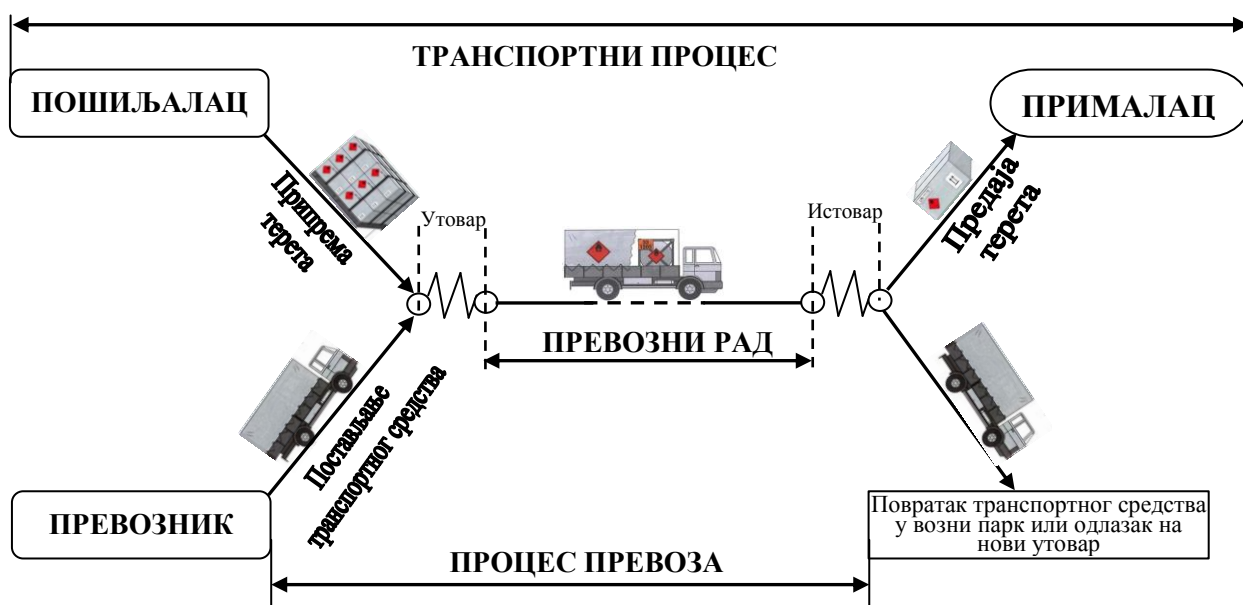 ТРАНСПОРТНИ ПРОЦЕС
ПОШИЉАЛАЦ
ПРИМАЛАЦ
Припрема
терета
Утовар
Истовар
Предаја
терета
ПРЕВОЗНИ РАД
Постављање
транспортног средства
ПРЕВОЗНИК
Повратак транспортног средства
у возни парк или одлазак на
нови утовар
ПРОЦЕС ПРЕВОЗА